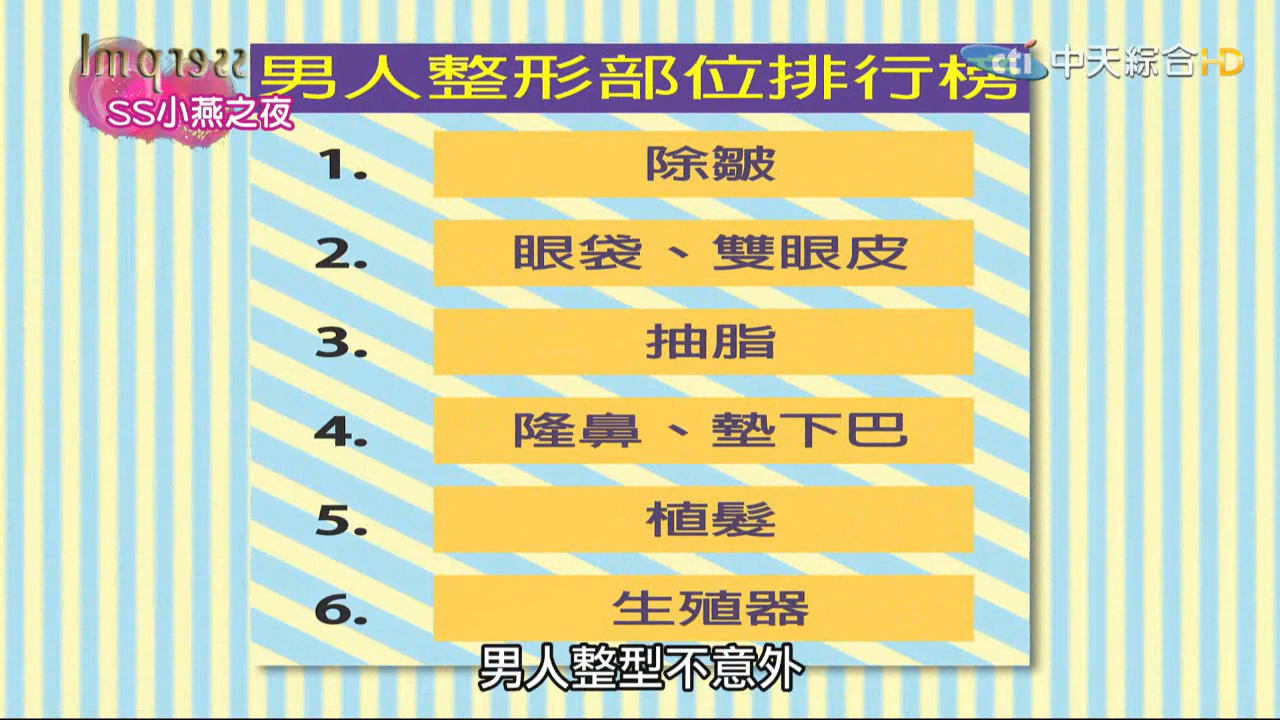 Impress
SS小燕之夜
男人整形部位排行榜
cti 中天綜合HD
1. 除皺
2. 眼袋、雙眼皮
3. 抽脂
4. 隆鼻、墊下巴
5. 植髮
6. 生殖器
男人整型不意外